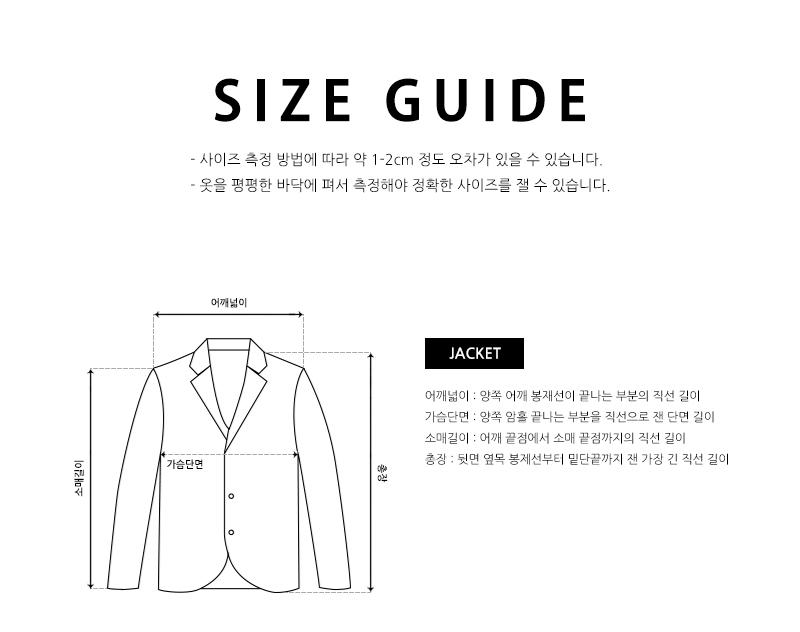 SIZE GUIDE
- 사이즈 측정 방법에 따라 약 1-2cm 정도 오차가 있을 수 있습니다.
- 옷을 평평한 바닥에 펴서 측정해야 정확한 사이즈를 잴 수 있습니다.
어깨넓이
가슴단면
소매길이
총장
JACKET
어깨넓이 : 양쪽 어깨 봉재선이 끝나는 부분의 직선 길이
가슴단면 : 양쪽 암홀 끝나는 부분을 직선으로 잰 단면 길이
소매길이 : 어깨 끝점에서 소매 끝점까지의 직선 길이
총장 : 뒷면 옆목 봉제선부터 밑단끝까지 잰 가장 긴 직선 길이